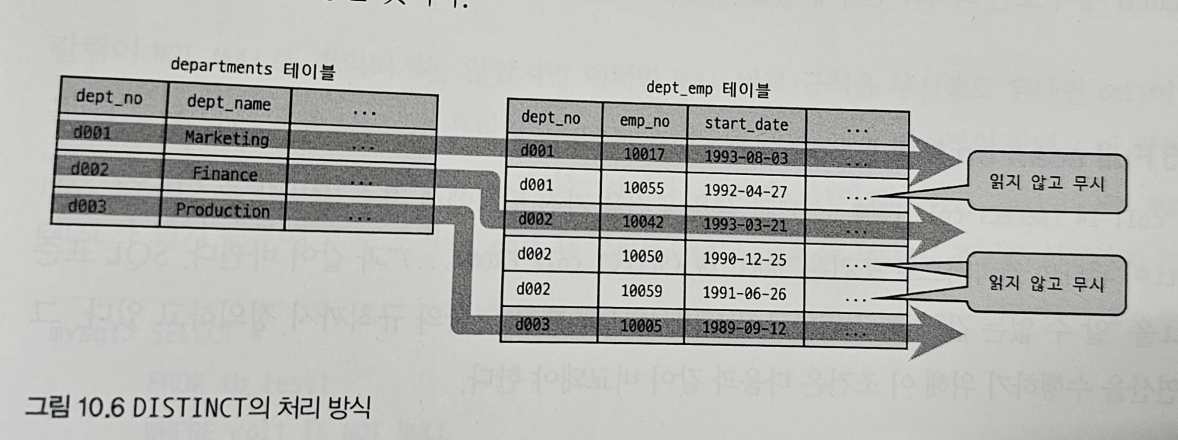 departments 테이블
dept_no dept_name ...
d001 Marketing ...
d002 Finance ...
d003 Production ...
dept_emp 테이블
dept_no emp_no start_date ...
d001 10017 1993-08-03 ...
d001 10055 1992-04-27 ...
d002 10042 1993-03-21 ...
d002 10050 1990-12-25 ...
d002 10059 1991-06-26 ...
d003 10005 1989-09-12 ...
읽지 않고 무시
읽지 않고 무시
그림 10.6 DISTINCT의 처리 방식